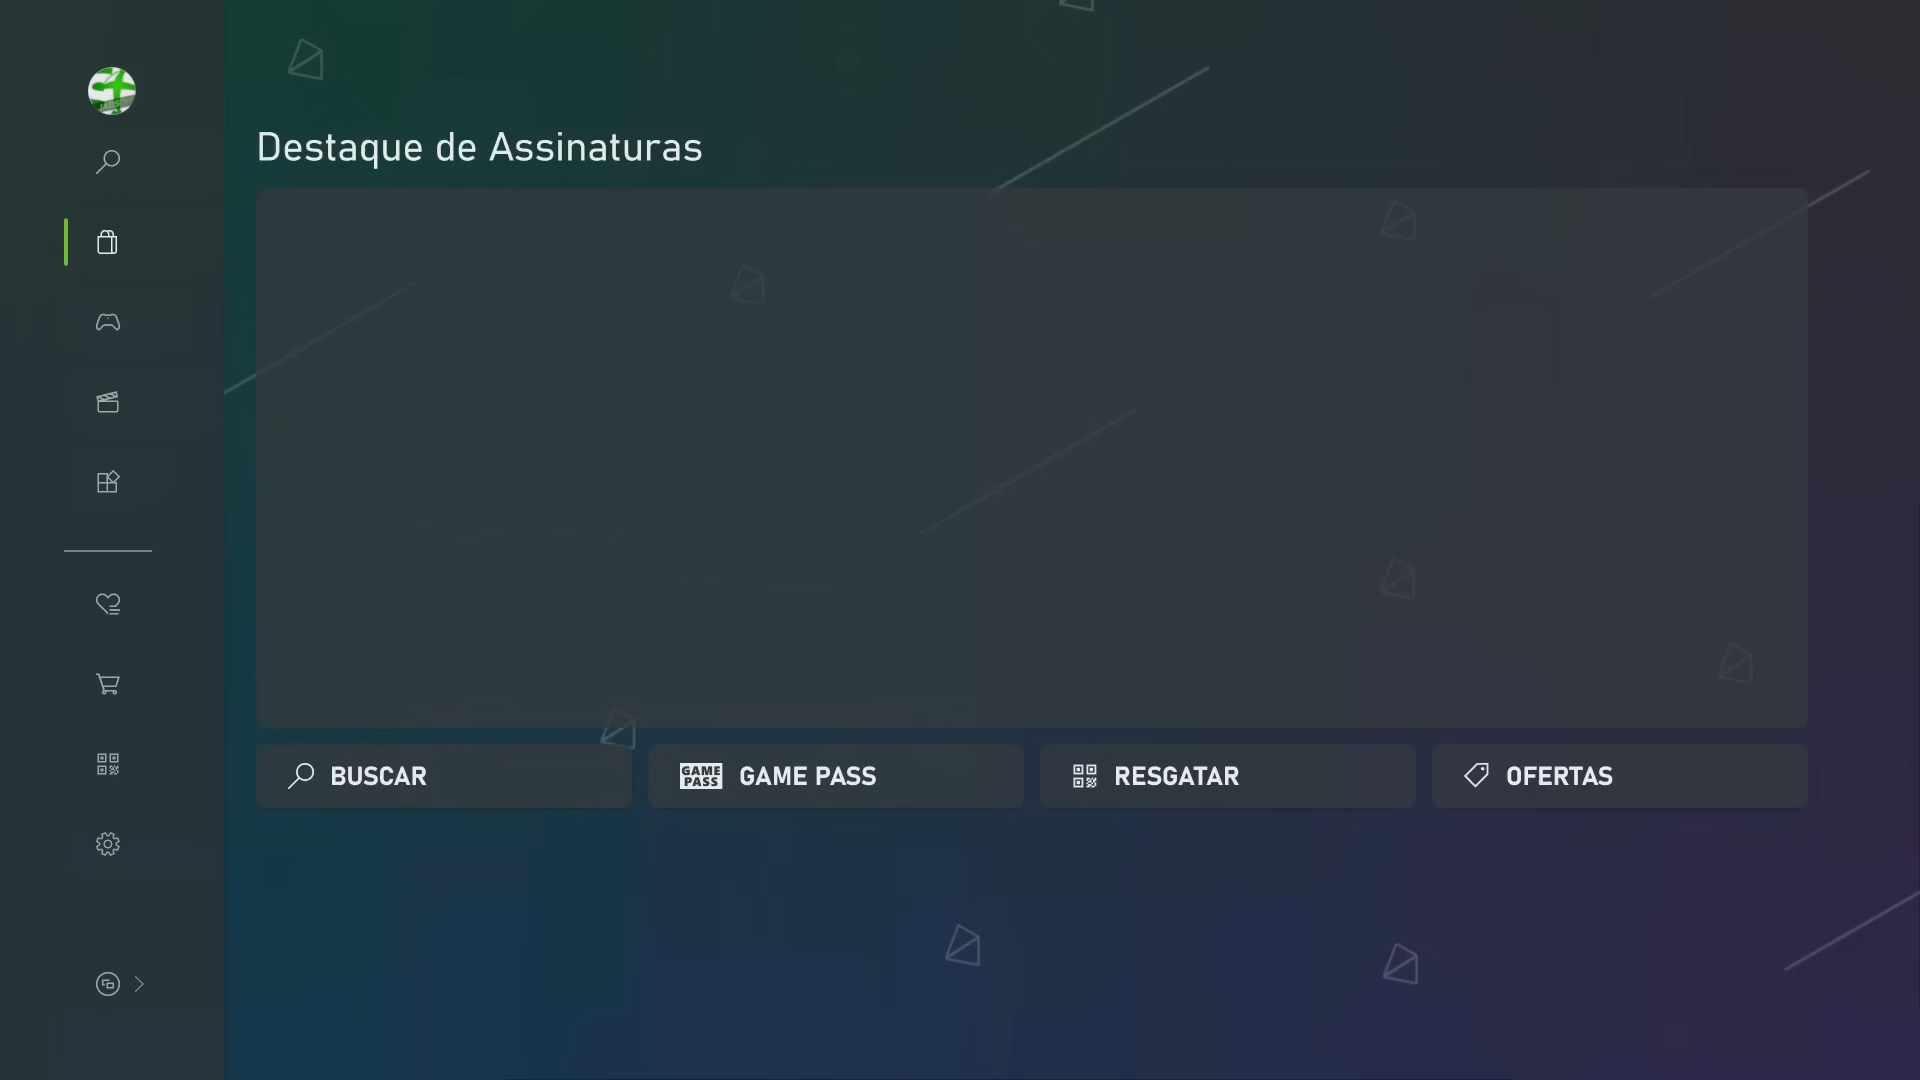 Destaque de Assinaturas
BUSCAR
GAME PASS
GAME PASS
RESGATAR
OFERTAS